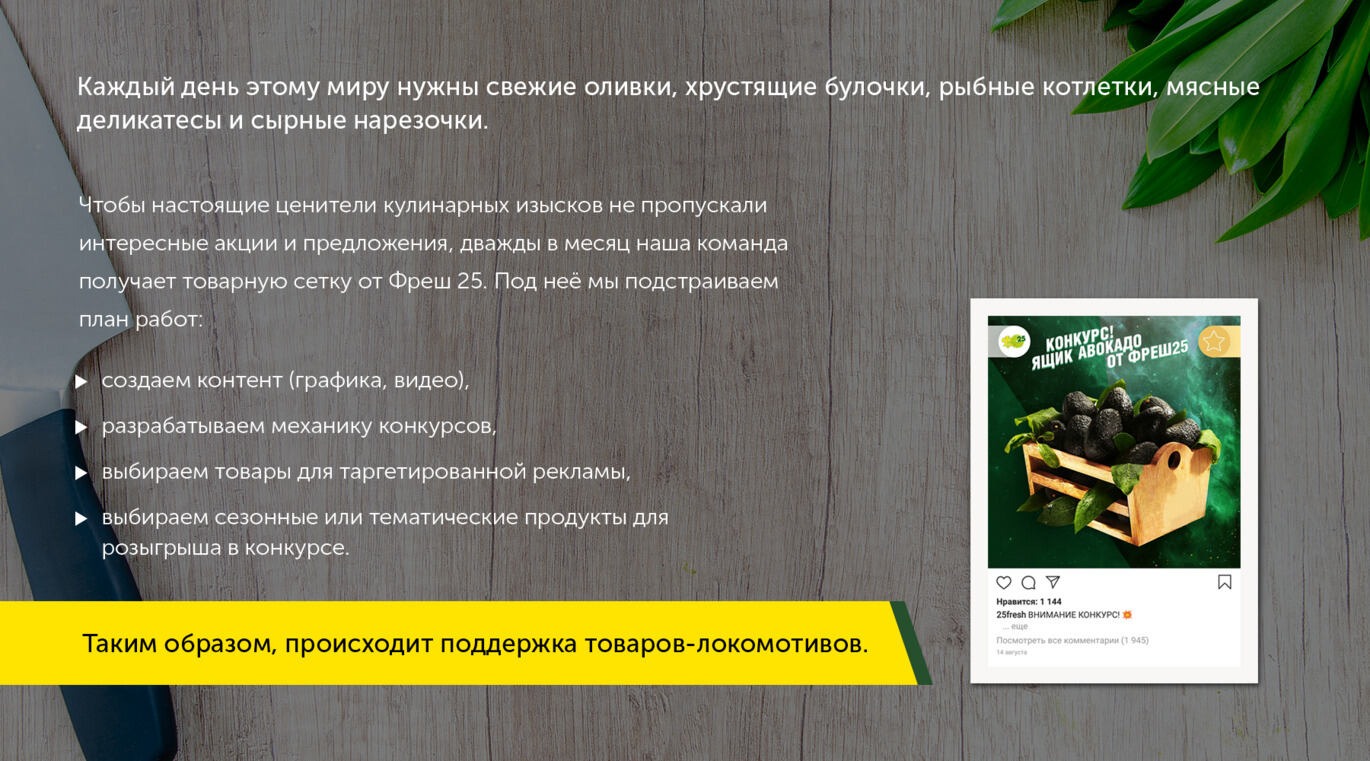 Каждый день этому миру нужны свежие оливки, хрустящие булочки, рыбные котлетки, мясные
деликатесы и сырные нарезочки.
Чтобы настоящие ценители кулинарных изысков не пропускали
интересные акции и предложения, дважды в месяц наша команда
получает товарную сетку от Фреш 25. Под неё мы подстраиваем
план работ:
создаем контент (графика, видео),
разрабатываем механику конкурсов,
выбираем товары для таргетированной рекламы,
выбираем сезонные или тематические продукты для
розыгрыша в конкурсе.
Таким образом, происходит поддержка товаров-локомотивов.
25
КОНКУРС!
ЯЩИК АВОКАДО
ОТ ФРЕШ25
Нравится: 1 144
25fresh ВНИМАНИЕ КОНКУРС! 💥
... еще
Посмотреть все комментарии (1 945)
14 августа